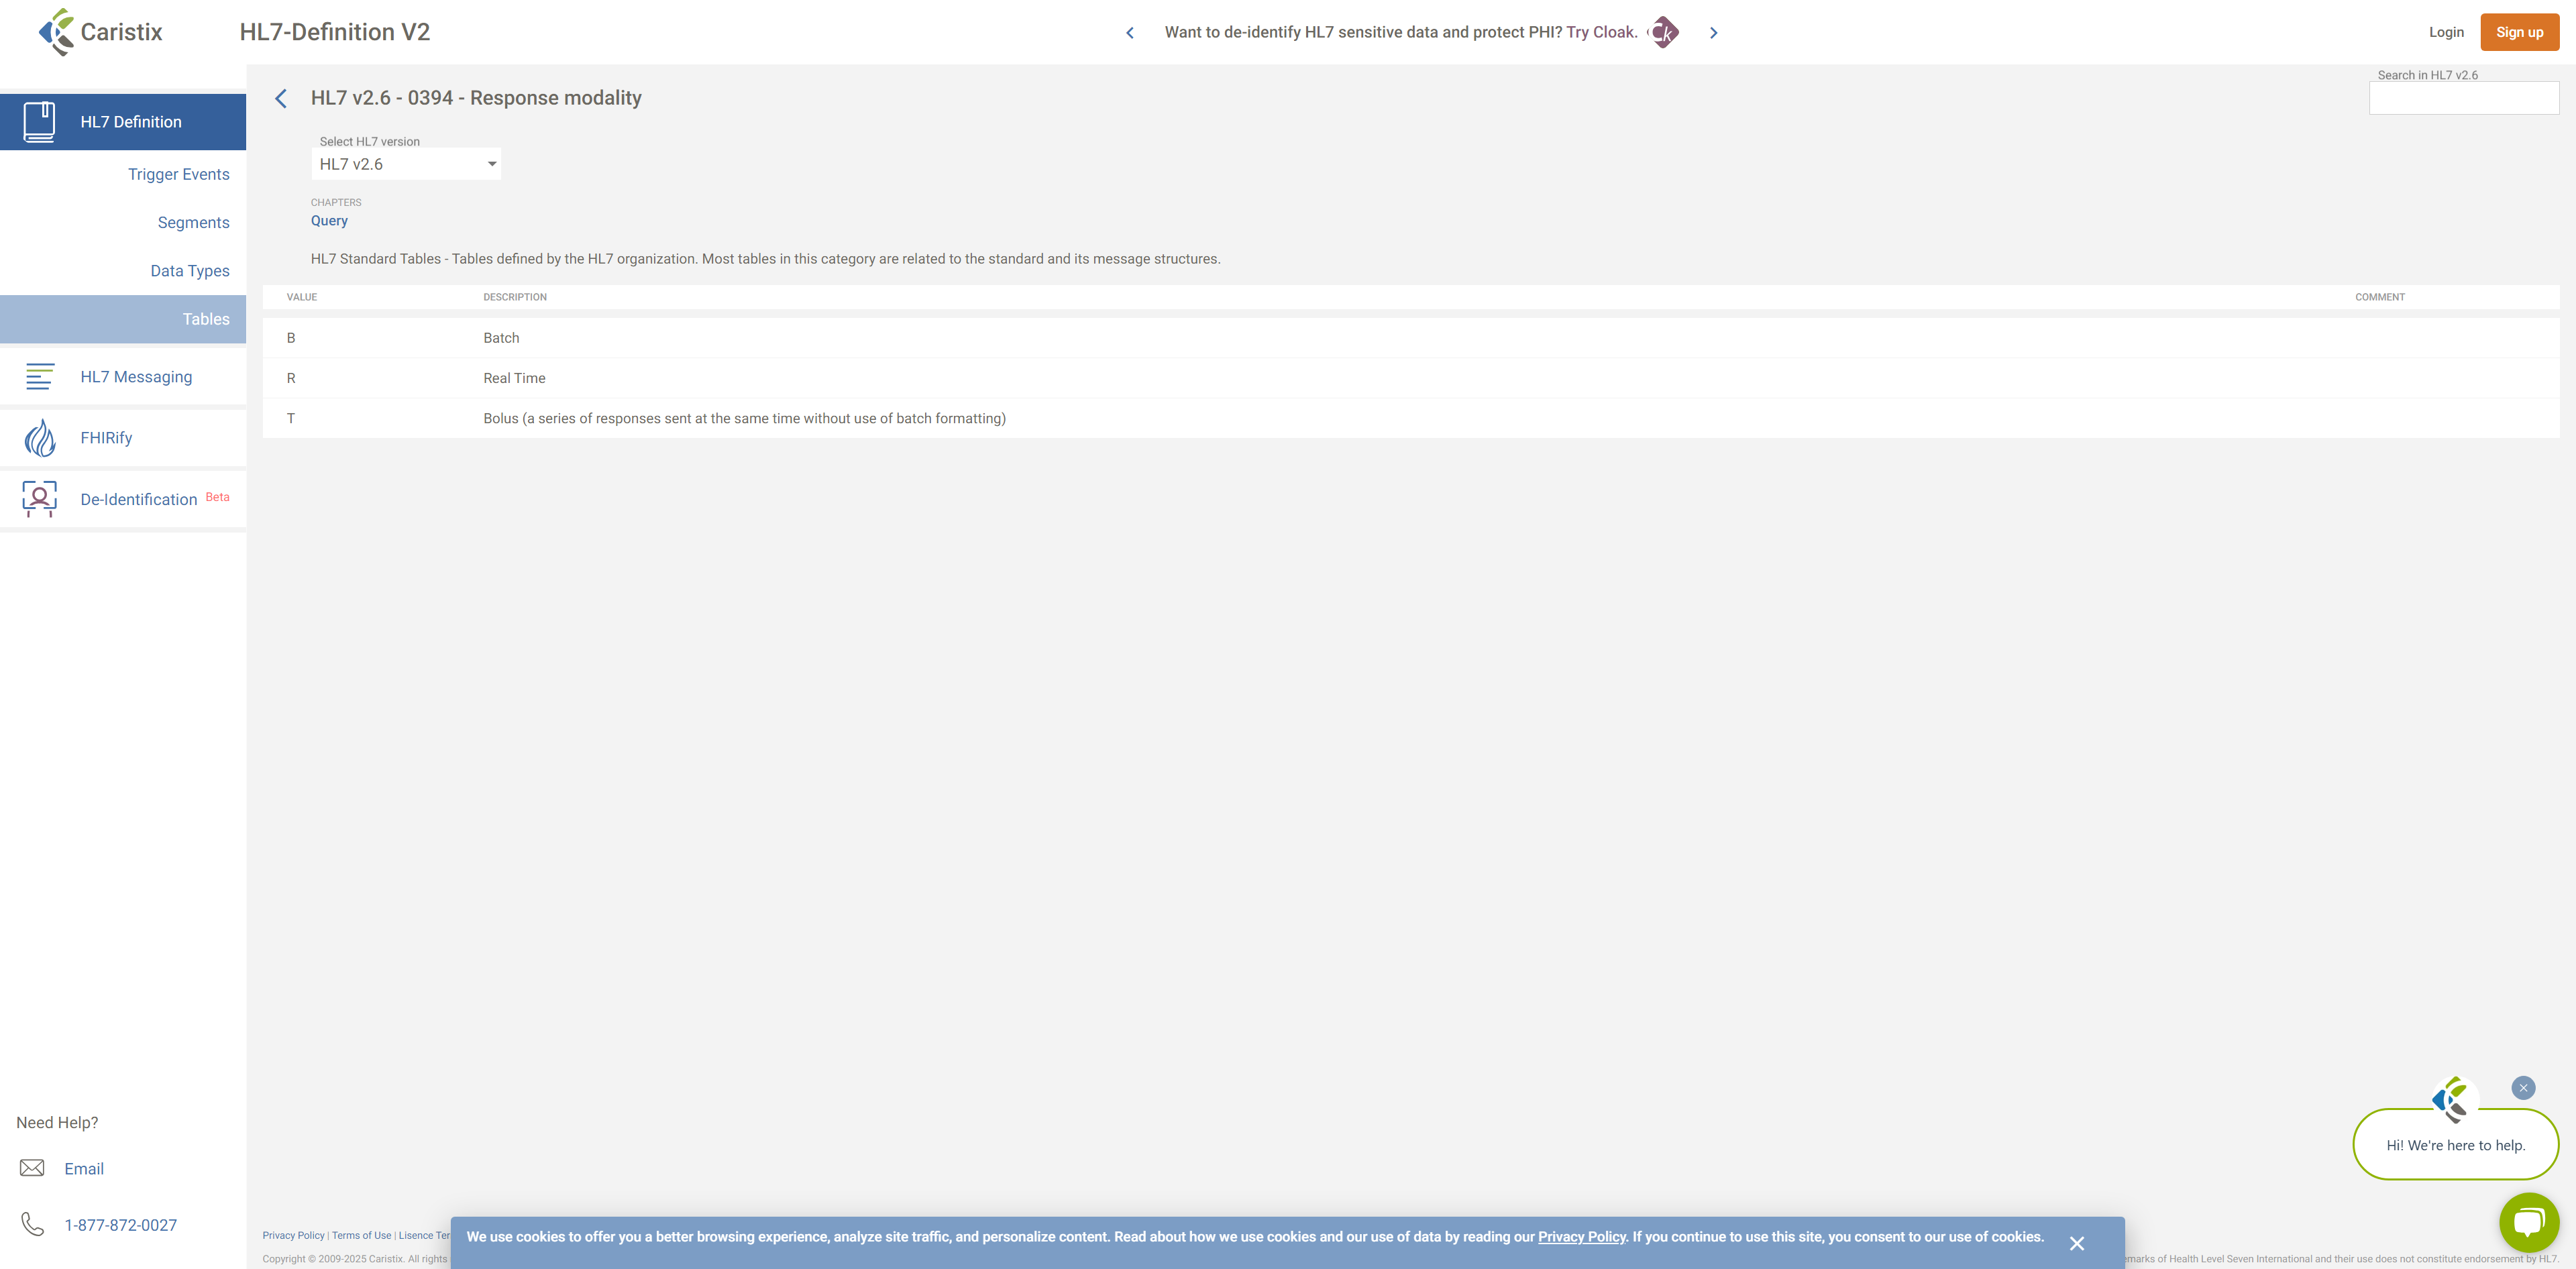 Caristix
HL7-Definition V2
Want to de-identify HL7 sensitive data and protect PHI? Try Cloak.
Ck
Login
Sign up
HL7 Definition
Trigger Events
Segments
Data Types
Tables
HL7 Messaging
FHIRify
De-Identification Beta
Need Help?
Email
1-877-872-0027
HL7 v2.6 - 0394 - Response modality
Search in HL7 v2.6
Select HL7 version
HL7 v2.6
CHAPTERS
Query
HL7 Standard Tables - Tables defined by the HL7 organization. Most tables in this category are related to the standard and its message structures.
VALUE DESCRIPTION COMMENT
B Batch
R Real Time
T Bolus (a series of responses sent at the same time without use of batch formatting)
Hi! We're here to help.
Privacy Policy | Terms of Use | Lisence Ter
We use cookies to offer you a better browsing experience, analyze site traffic, and personalize content. Read about how we use cookies and our use of data by reading our Privacy Policy. If you continue to use this site, you consent to our use of cookies.
Copyright © 2009-2025 Caristix. All rights
emarks of Health Level Seven International and their use does not constitute endorsement by HL7.